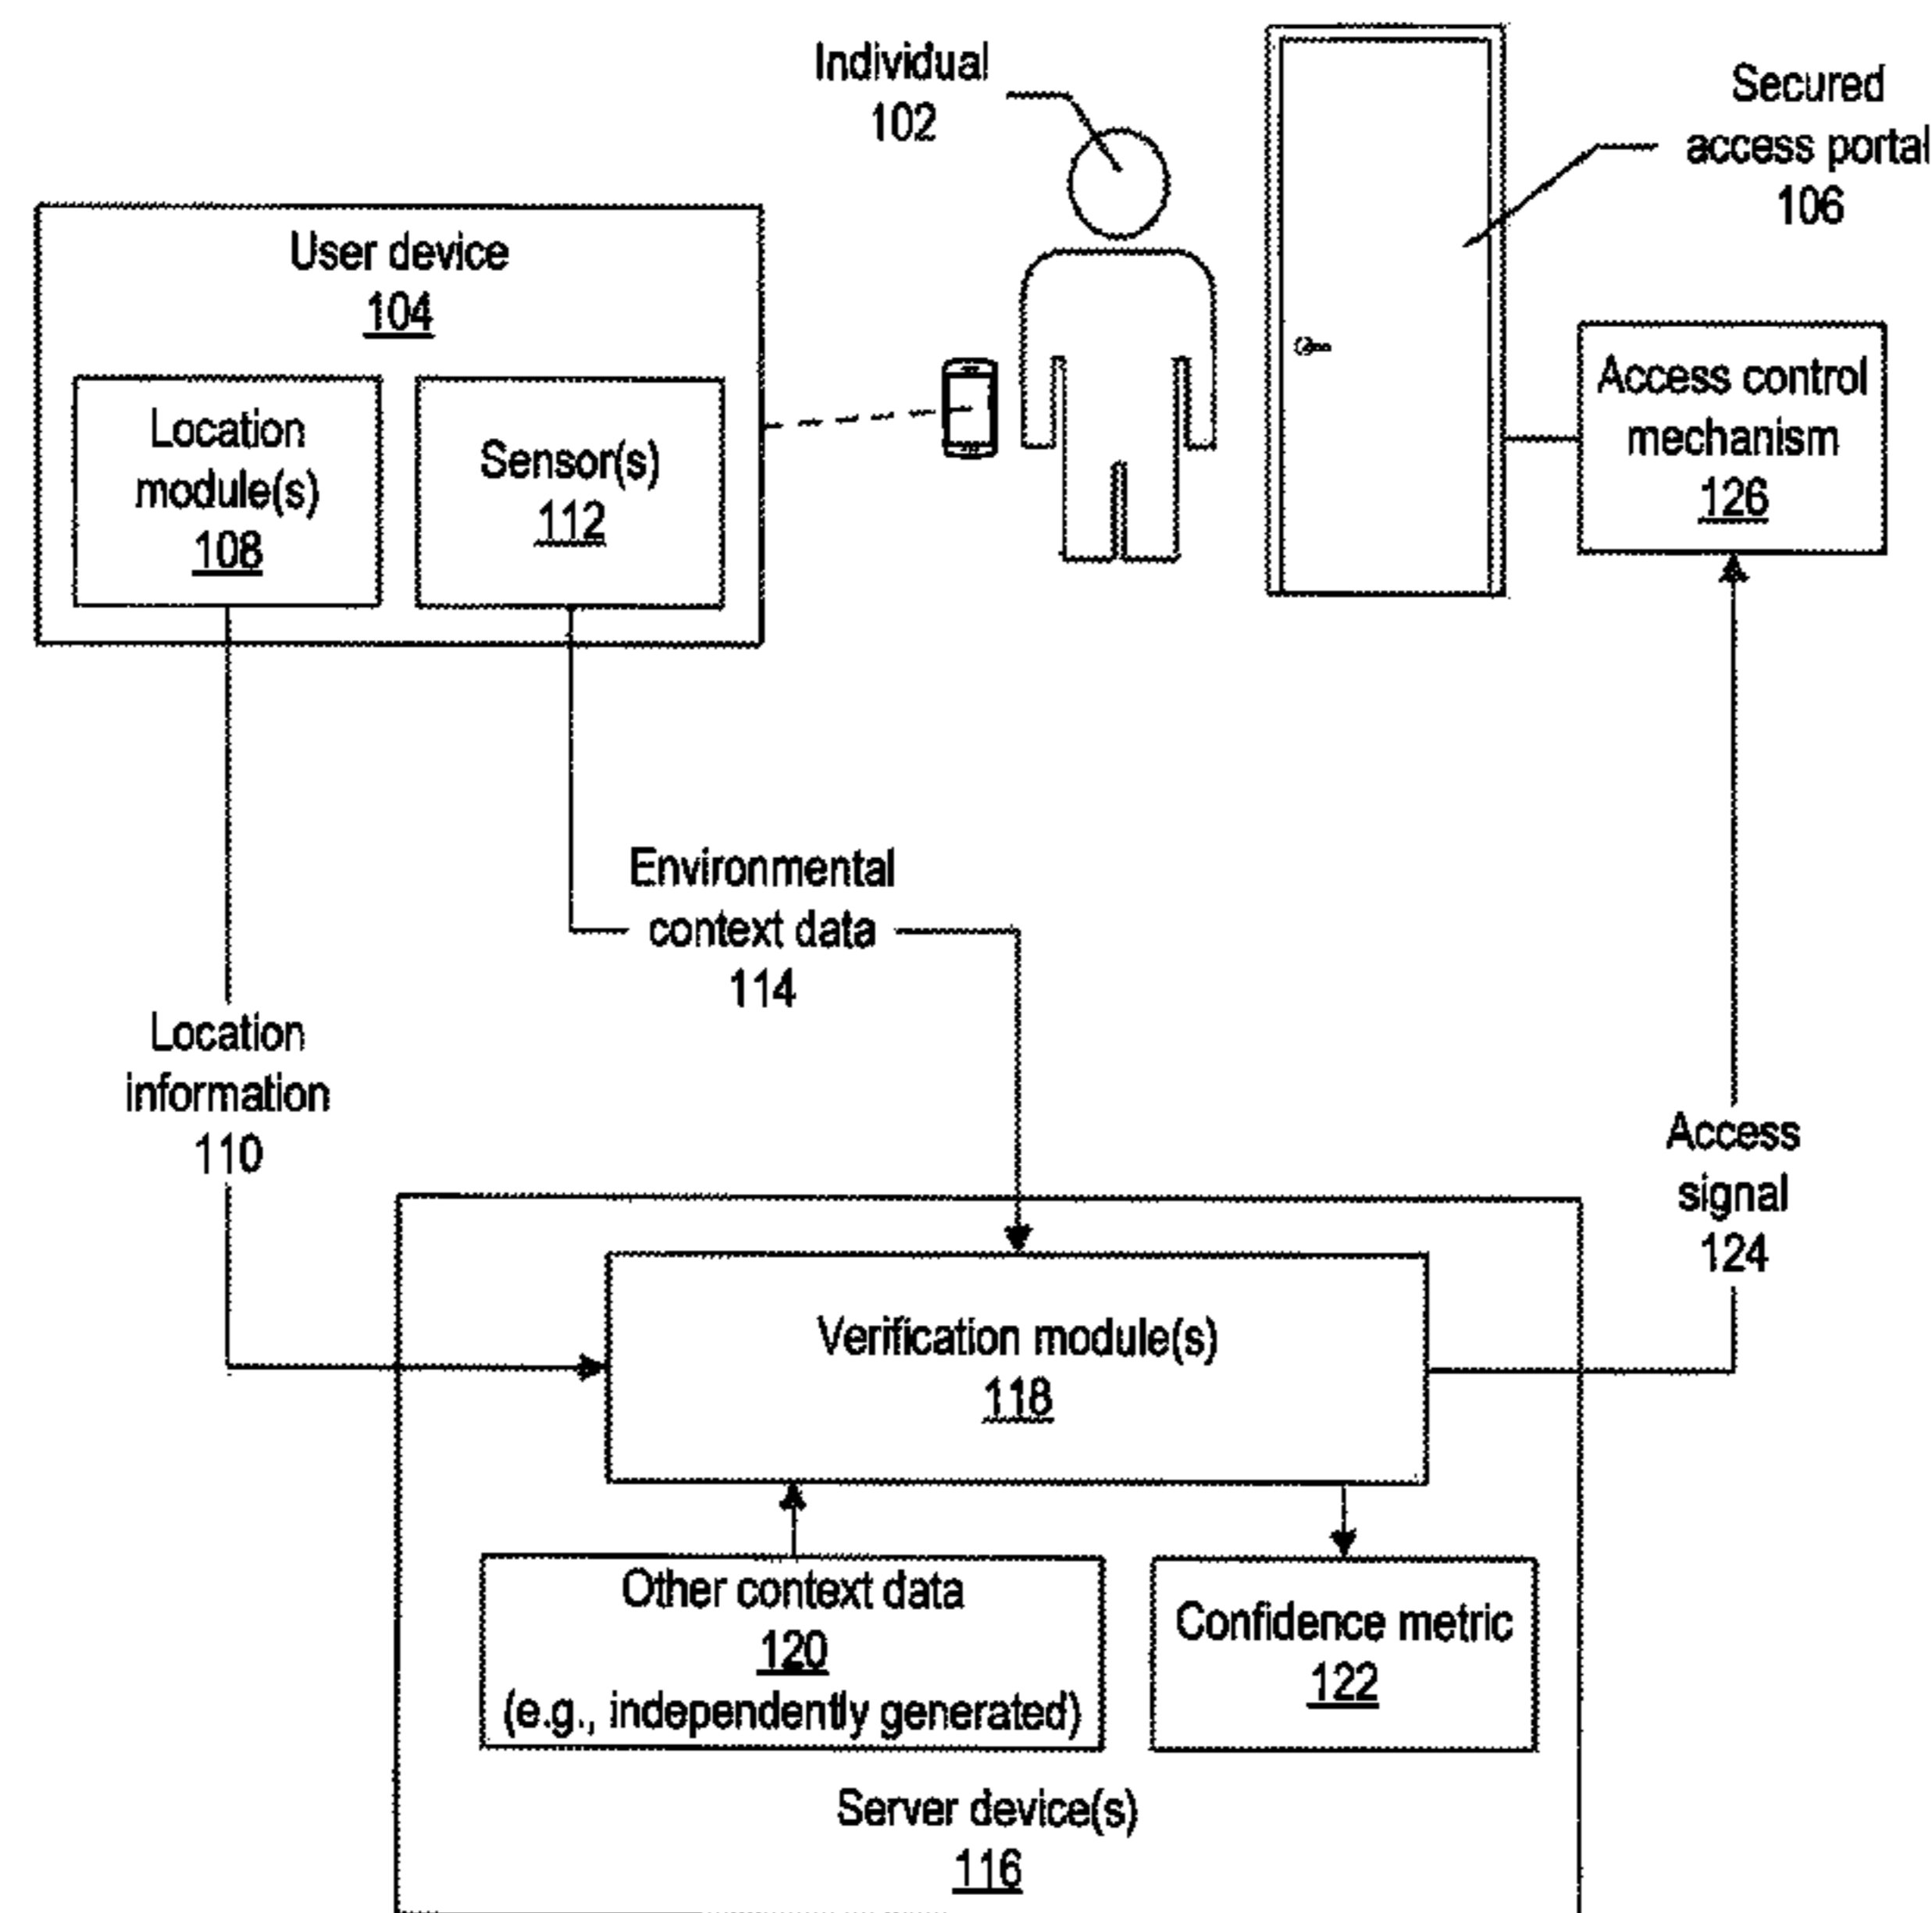 Individual
102
Secured
access portal
106
User device
104
Location
module(s)
108
Sensor(s)
112
Access control
mechanism
126
Environmental
context data
114
Location
information
110
Access
signal
124
Verification module(s)
118
Other context data
120
(e.g., independently generated)
Confidence metric
122
Server device(s)
116